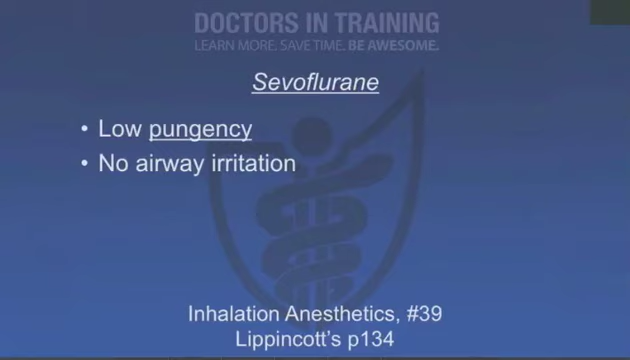 DOCTORS IN TRAINING
LEARN MORE. SAVE TIME. BE AWESOME.
Sevoflurane
• Low pungency
• No airway irritation
Inhalation Anesthetics, #39
Lippincott's p134